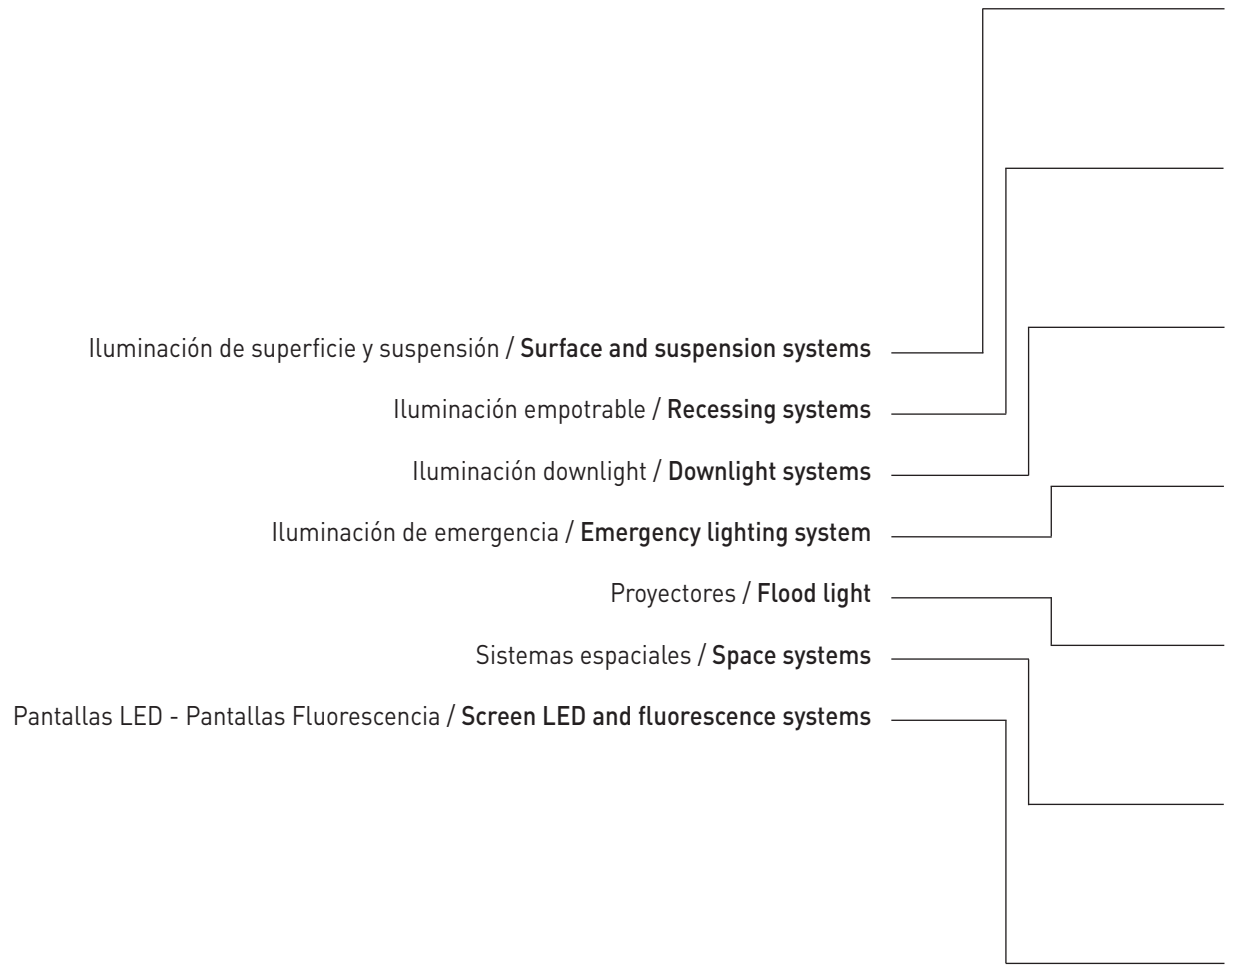 Iluminación de superficie y suspensión / Surface and suspension systems
Iluminación empotrable / Recessing systems
Iluminación downlight / Downlight systems
Iluminación de emergencia / Emergency lighting system
Proyectores / Flood light
Sistemas espaciales / Space systems
Pantallas LED - Pantallas Fluorescencia / Screen LED and fluorescence systems